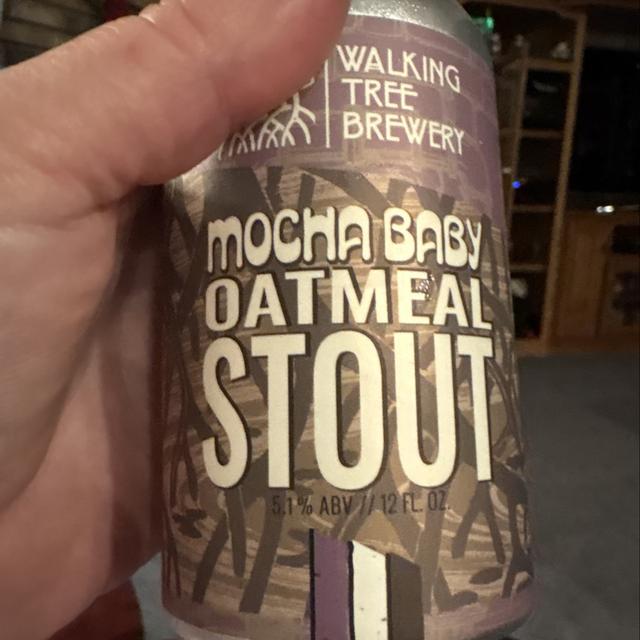 WALKING
TREE
BREWERY
MOCHA BABY
OATMEAL
STOUT
5.1% ABV // 12 FL. OZ.